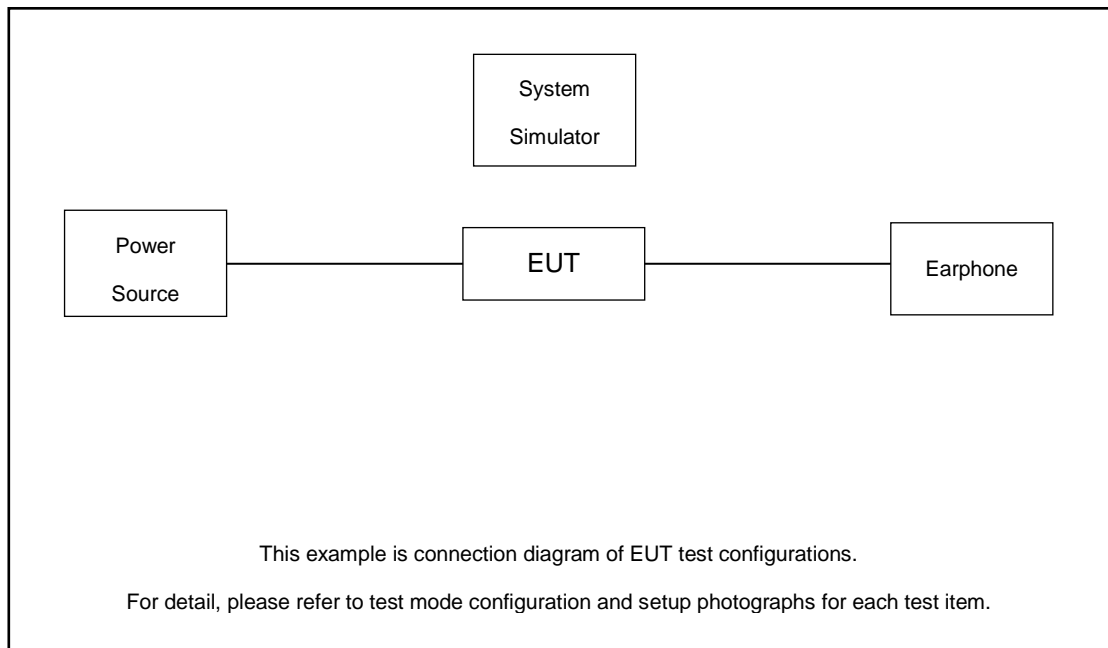 System
Simulator
Power
Source
EUT
Earphone
This example is connection diagram of EUT test configurations.
For detail, please refer to test mode configuration and setup photographs for each test item.